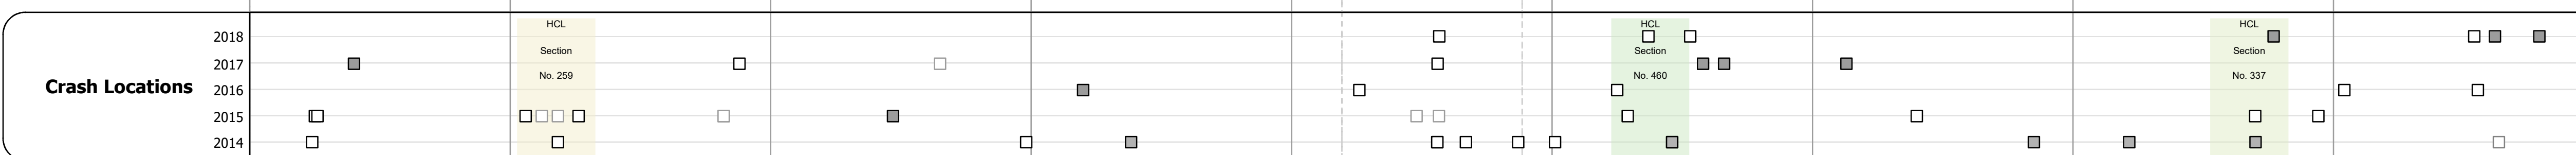 Crash Locations
2018
2017
2016
2015
2014
HCL
Section
No. 259
HCL
Section
No. 460
HCL
Section
No. 337